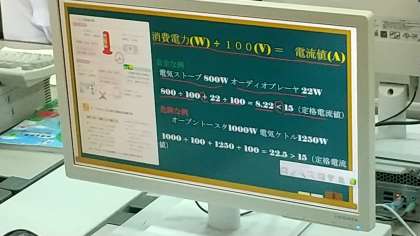 消費電力(W) ÷ 100(V) = 電流値(A)
安全な例
電気ストーブ 800W オーディオプレーヤ 22W
800 ÷ 100 + 22 ÷ 100 = 8.22 < 15 (定格電流値)
危険な例
オーブントースタ1000W 電気ケトル1250W
1000 ÷ 100 + 1250 ÷ 100 = 22.5 > 15 (定格電流
値)